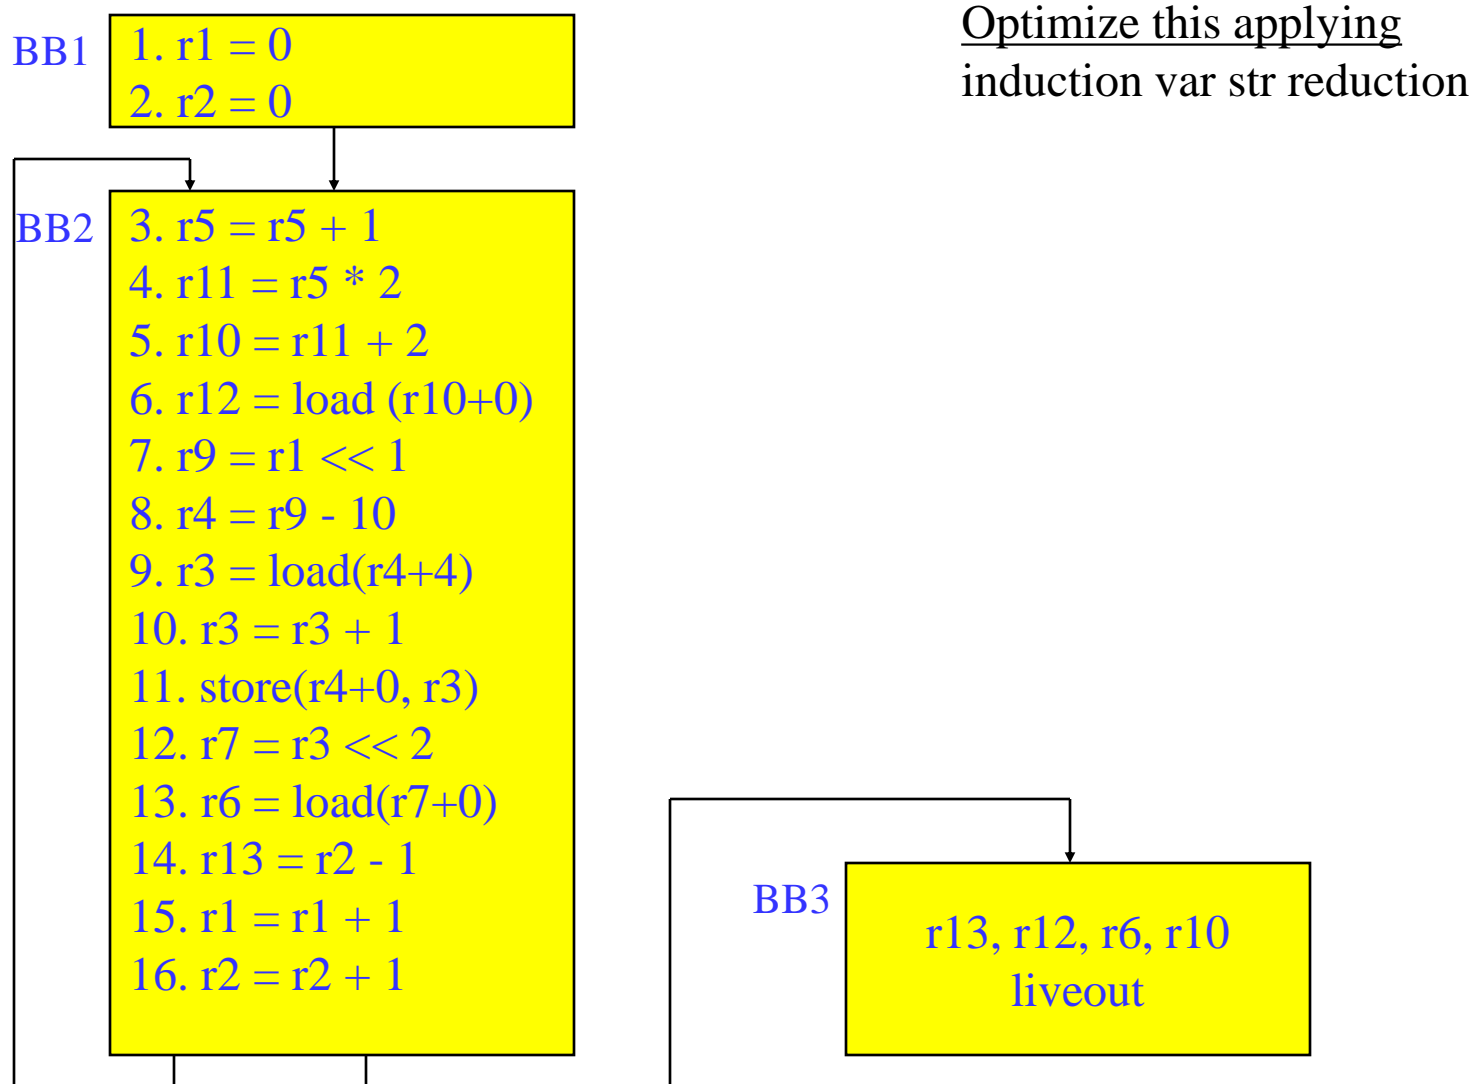 Optimize this applying
induction var str reduction
BB1
1. r1 = 0
2. r2 = 0
BB2
3. r5 = r5 + 1
4. r11 = r5 * 2
5. r10 = r11 + 2
6. r12 = load (r10+0)
7. r9 = r1 << 1
8. r4 = r9 - 10
9. r3 = load(r4+4)
10. r3 = r3 + 1
11. store(r4+0, r3)
12. r7 = r3 << 2
13. r6 = load(r7+0)
14. r13 = r2 - 1
15. r1 = r1 + 1
16. r2 = r2 + 1
BB3
r13, r12, r6, r10
liveout